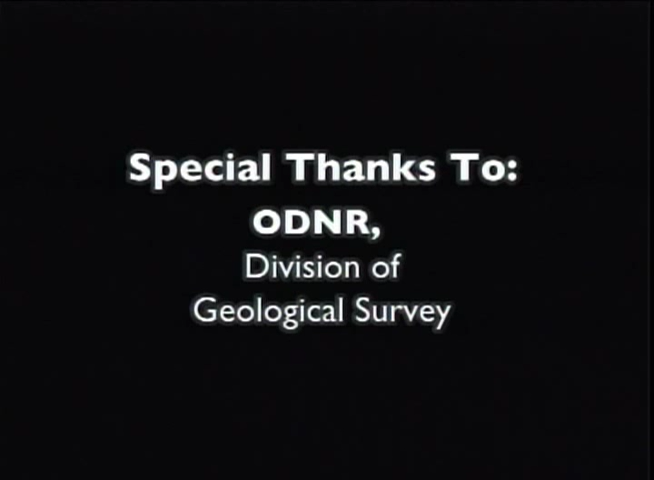 Special Thanks To:
ODNR,
Division of
Geological Survey